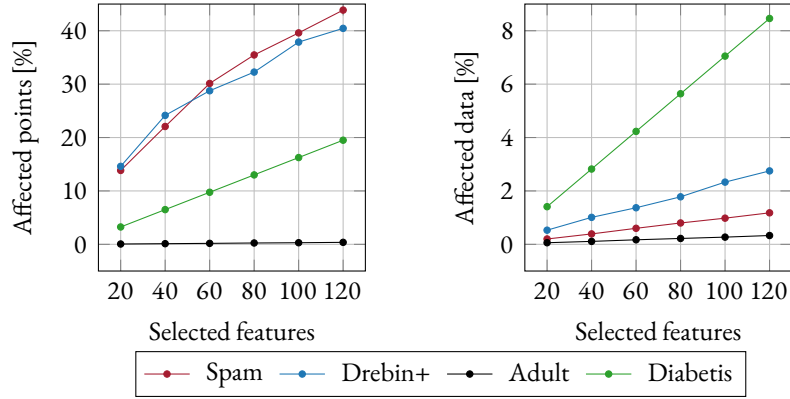 Affected points [%]
40
30
20
10
0
20 40 60 80 100 120
Selected features
Affected data [%]
8
6
4
2
0
20 40 60 80 100 120
Selected features
Spam Drebin+ Adult Diabetis